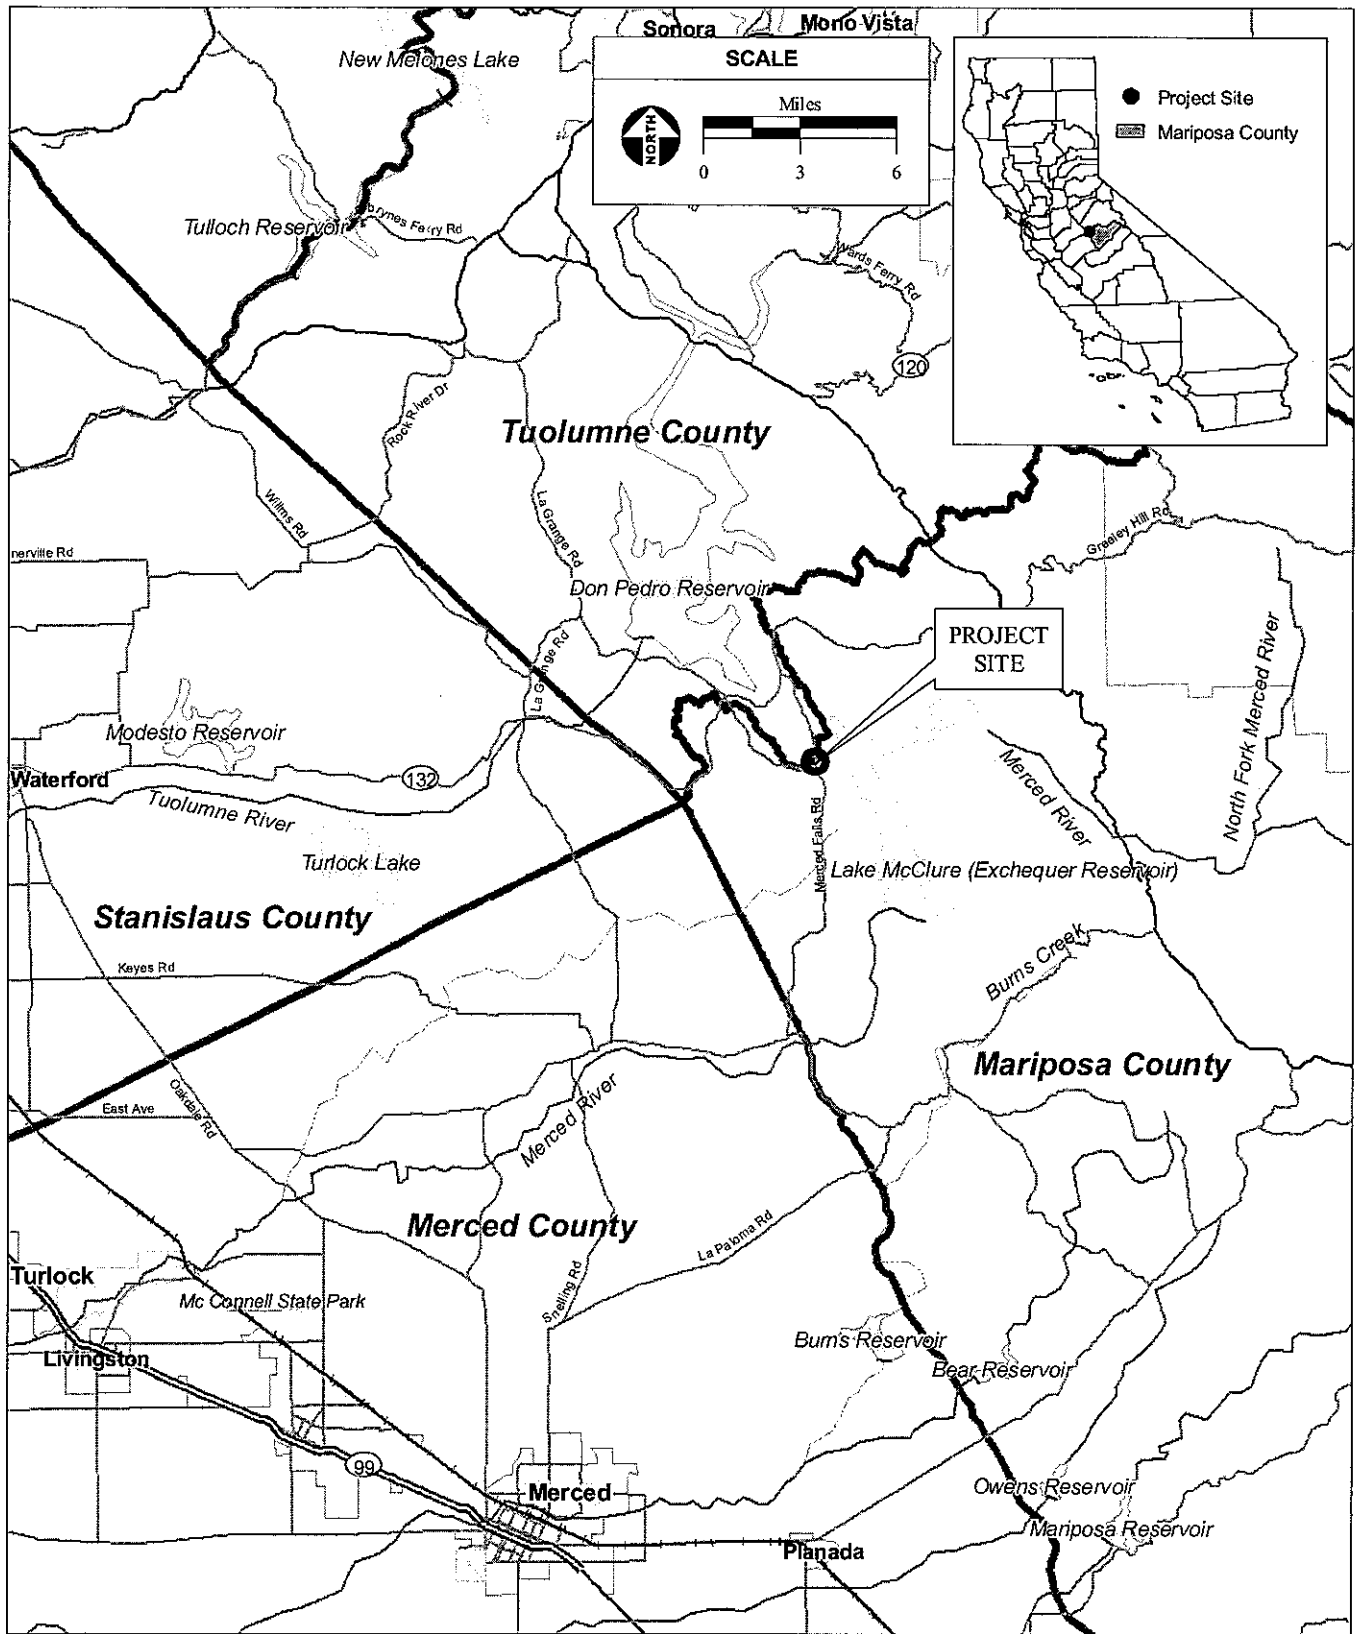 Sonora
Mono Vista
New Melones Lake
SCALE
Miles
NORTH
0 3 6
Project Site
Mariposa County
Tulloch Reservoir
rynes Ferry Rd
Wards Ferry Rd
120
Rock River Dr
Tuolumne County
Willms Rd
La Grange Rd
Greeley Hill Rd
nerville Rd
Don Pedro Reservoir
PROJECT
SITE
La Grange Rd
North Fork Merced River
Modesto Reservoir
Waterford
132
Tuolumne River
Merced River
Turlock Lake
Merced Falls Rd
Lake McClure (Exchequer Reservoir)
Stanislaus County
Keyes Rd
Burns Creek
Mariposa County
East Ave
Oakdale Rd
Merced River
Merced County
La Paloma Rd
Turlock
Mc Connell State Park
Snelling Rd
Livingston
Burns Reservoir
Bear Reservoir
99
Merced
Owens Reservoir
Mariposa Reservoir
Planada